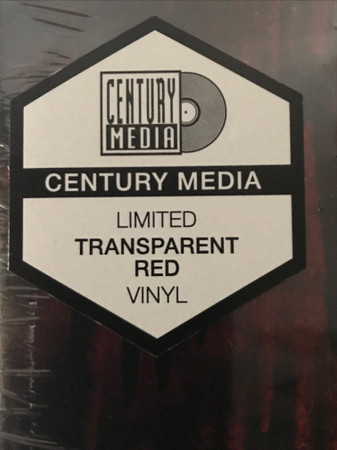 CENTURY
MEDIA
CENTURY MEDIA
LIMITED
TRANSPARENT
RED
VINYL